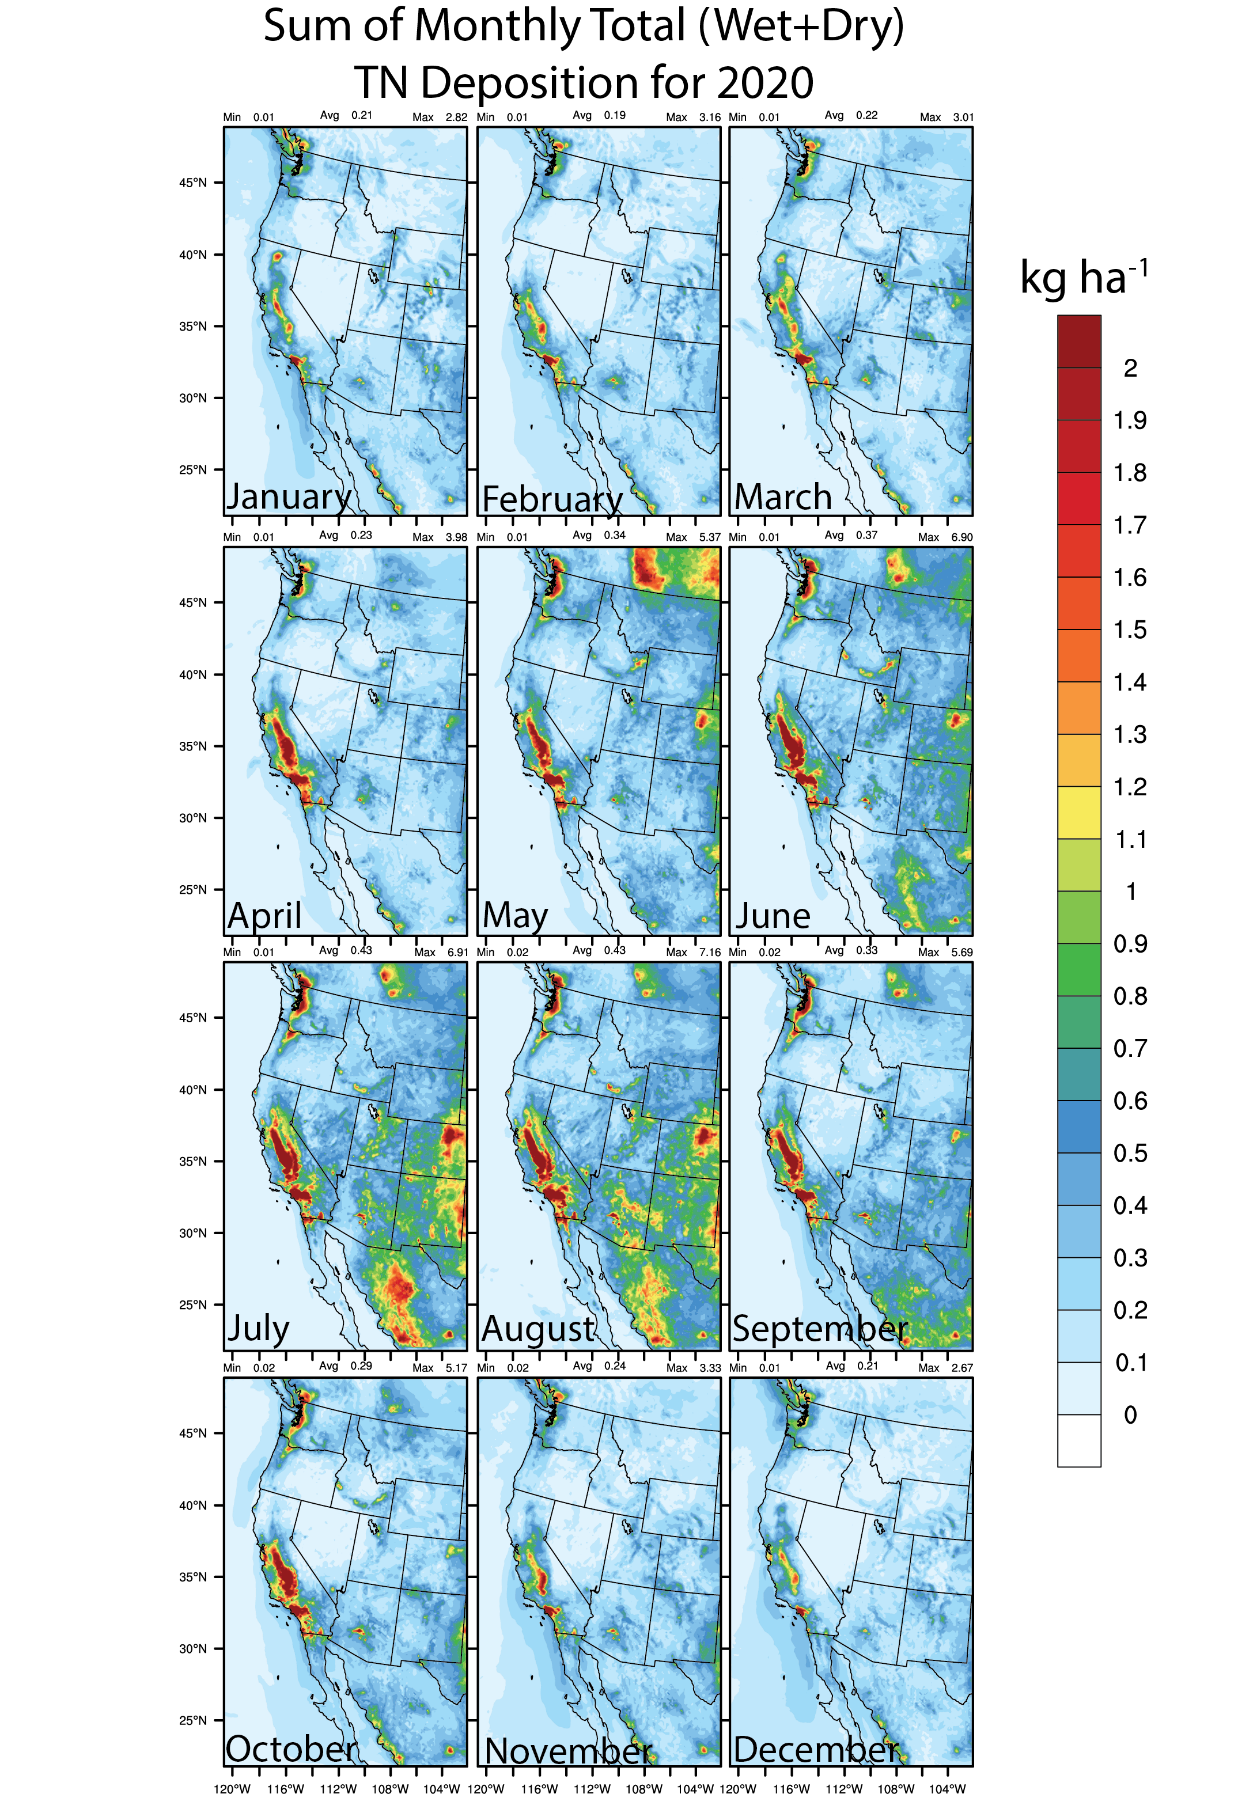 Sum of Monthly Total (Wet+Dry)
TN Deposition for 2020
Min 0.01 Avg 0.21 Max 2.82
Min 0.01 Avg 0.19 Max 3.16
Min 0.01 Avg 0.22 Max 3.01
45°N
40°N
35°N
30°N
25°N
January
February
March
Min 0.01 Avg 0.23 Max 3.98
Min 0.01 Avg 0.34 Max 5.37
Min 0.01 Avg 0.37 Max 6.90
45°N
40°N
35°N
30°N
25°N
April
May
June
Min 0.01 Avg 0.43 Max 6.91
Min 0.02 Avg 0.43 Max 7.16
Min 0.02 Avg 0.33 Max 5.69
45°N
40°N
35°N
30°N
25°N
July
August
September
Min 0.02 Avg 0.29 Max 5.17
Min 0.02 Avg 0.24 Max 3.33
Min 0.01 Avg 0.21 Max 2.67
45°N
40°N
35°N
30°N
25°N
October
November
December
120°W 116°W 112°W 108°W 104°W
120°W 116°W 112°W 108°W 104°W
120°W 116°W 112°W 108°W 104°W
kg ha-1
2
1.9
1.8
1.7
1.6
1.5
1.4
1.3
1.2
1.1
1
0.9
0.8
0.7
0.6
0.5
0.4
0.3
0.2
0.1
0